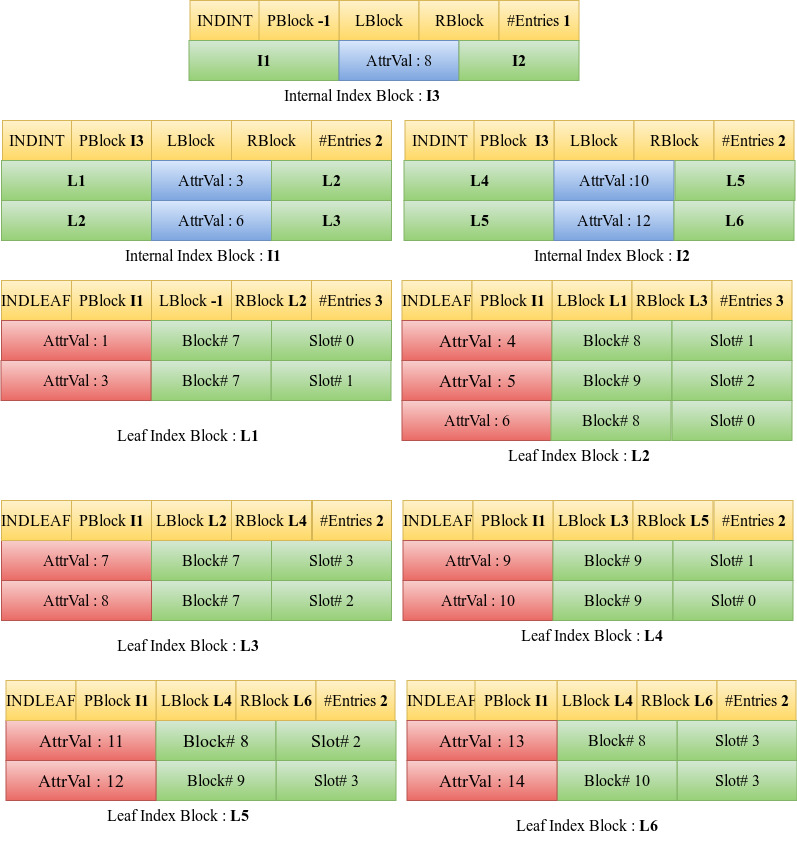 INDINT PBlock -1 LBlock RBlock #Entries 1
I1 AttrVal : 8 I2
Internal Index Block : I3
INDINT PBlock I3 LBlock RBlock #Entries 2
L1 AttrVal : 3 L2
L2 AttrVal : 6 L3
Internal Index Block : I1
INDINT PBlock I3 LBlock RBlock #Entries 2
L4 AttrVal :10 L5
L5 AttrVal : 12 L6
Internal Index Block : I2
INDLEAF PBlock I1 LBlock -1 RBlock L2 #Entries 3
AttrVal : 1 Block# 7 Slot# 0
AttrVal : 3 Block# 7 Slot# 1
Leaf Index Block : L1
INDLEAF PBlock I1 LBlock L1 RBlock L3 #Entries 3
AttrVal : 4 Block# 8 Slot# 1
AttrVal : 5 Block# 9 Slot# 2
AttrVal : 6 Block# 8 Slot# 0
Leaf Index Block : L2
INDLEAF PBlock I1 LBlock L2 RBlock L4 #Entries 2
AttrVal : 7 Block# 7 Slot# 3
AttrVal : 8 Block# 7 Slot# 2
Leaf Index Block : L3
INDLEAF PBlock I1 LBlock L3 RBlock L5 #Entries 2
AttrVal : 9 Block# 9 Slot# 1
AttrVal : 10 Block# 9 Slot# 0
Leaf Index Block : L4
INDLEAF PBlock I1 LBlock L4 RBlock L6 #Entries 2
AttrVal : 11 Block# 8 Slot# 2
AttrVal : 12 Block# 9 Slot# 3
Leaf Index Block : L5
INDLEAF PBlock I1 LBlock L4 RBlock L6 #Entries 2
AttrVal : 13 Block# 8 Slot# 3
AttrVal : 14 Block# 10 Slot# 3
Leaf Index Block : L6